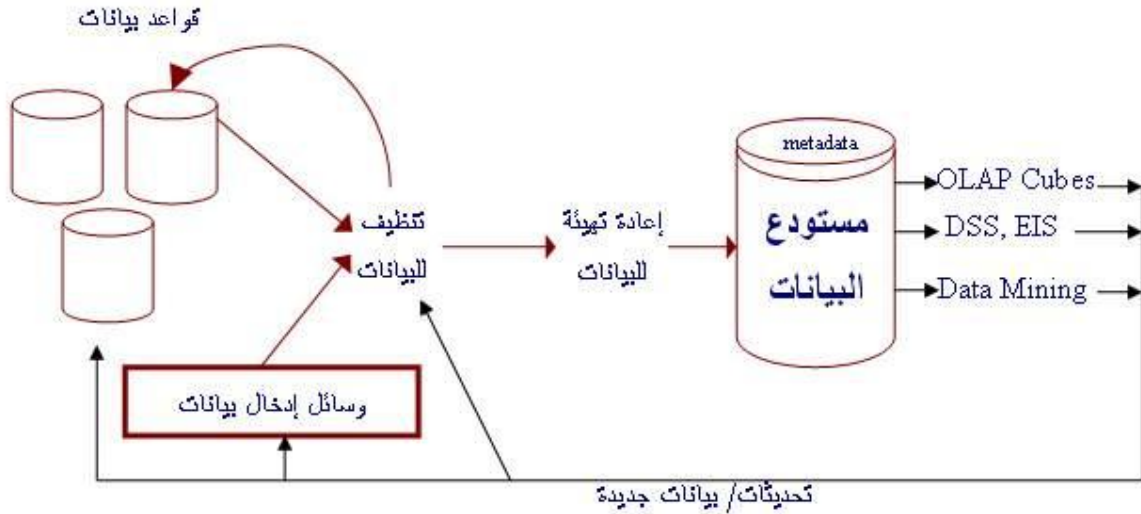 قواعد بيانات
metadata
OLAP Cubes
تنظيف
للبيانات
إعادة تهيئة
للبيانات
مستودع
البيانات
DSS, EIS
Data Mining
وسائل إدخال بيانات
تحديثات/ بيانات جديدة